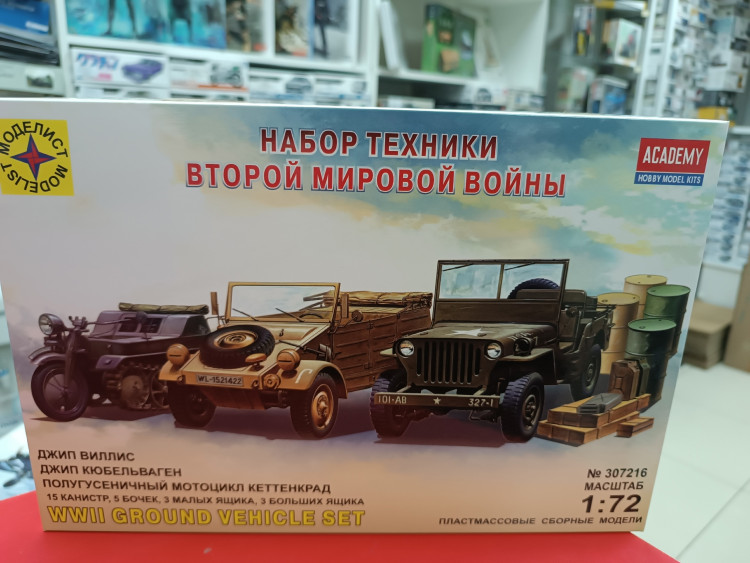 МОДЕЛИСТ MODELIST
НАБОР ТЕХНИКИ
ВТОРОЙ МИРОВОЙ ВОЙНЫ
ACADEMY
HOBBY MODEL KITS
WL-1521422
101-AB 327-1
ДЖИП ВИЛЛИС
ДЖИП КЮБЕЛЬВАГЕН
ПОЛУГУСЕНИЧНЫЙ МОТОЦИКЛ КЕТТЕНКРАД
15 КАНИСТР, 5 БОЧЕК, 3 МАЛЫХ ЯЩИКА, 3 БОЛЬШИХ ЯЩИКА
WWII GROUND VEHICLE SET
№ 307216
МАСШТАБ
1:72
ПЛАСТМАССОВЫЕ СБОРНЫЕ МОДЕЛИ